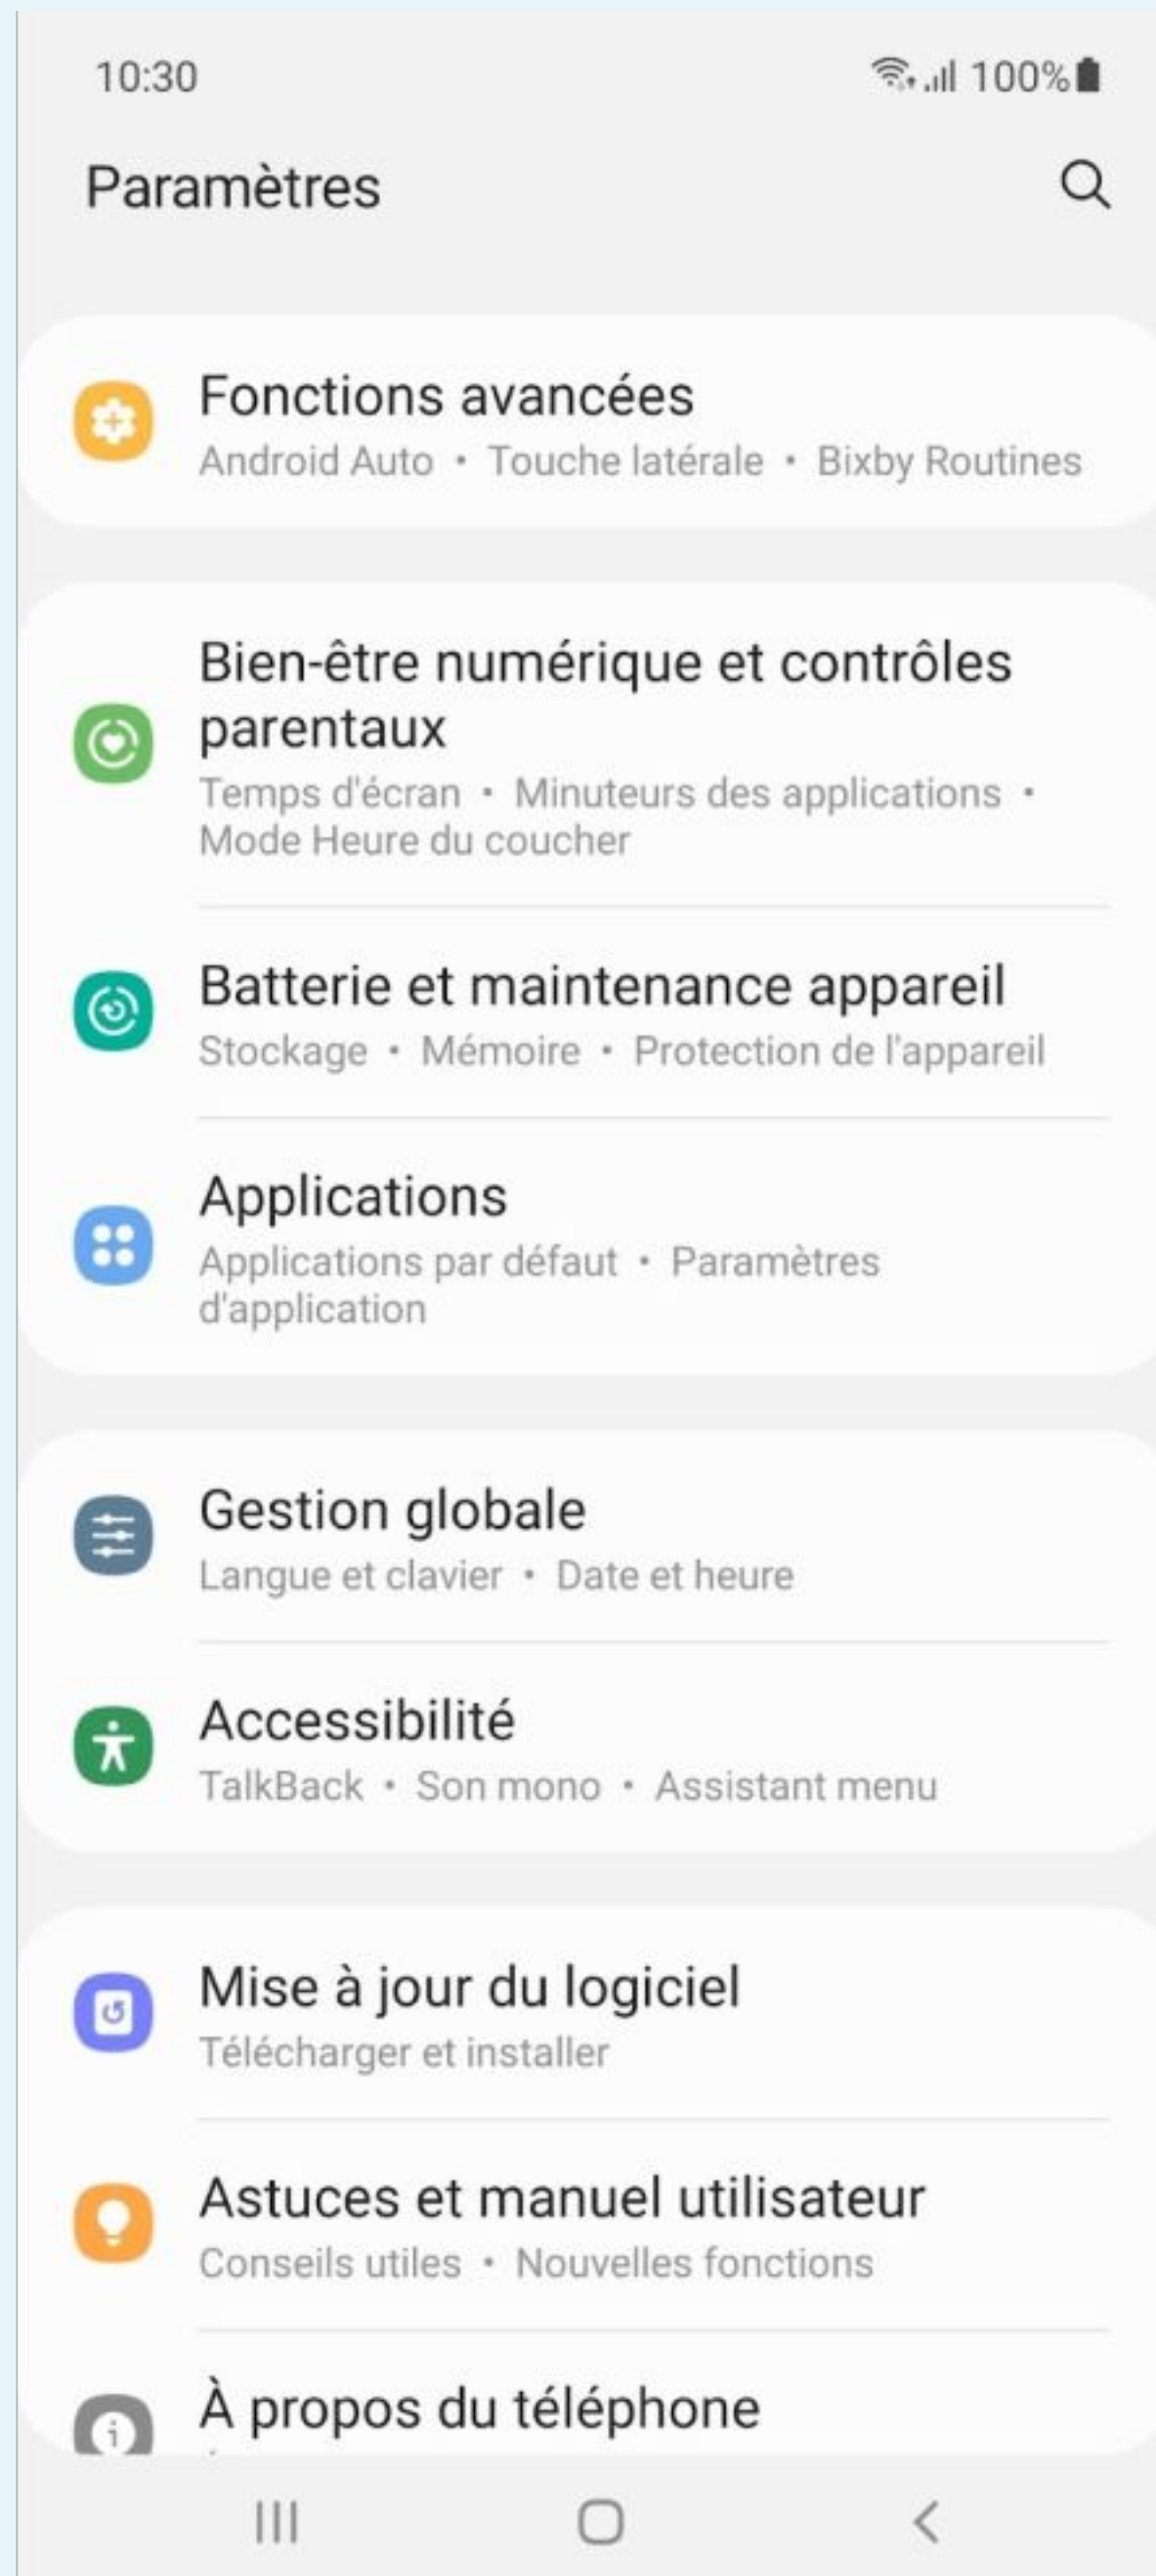 10:30 100%
Paramètres
Fonctions avancées
Android Auto • Touche latérale • Bixby Routines
Bien-être numérique et contrôles
parentaux
Temps d'écran • Minuteurs des applications •
Mode Heure du coucher
Batterie et maintenance appareil
Stockage • Mémoire • Protection de l'appareil
Applications
Applications par défaut • Paramètres
d'application
Gestion globale
Langue et clavier • Date et heure
Accessibilité
TalkBack • Son mono • Assistant menu
Mise à jour du logiciel
Télécharger et installer
Astuces et manuel utilisateur
Conseils utiles • Nouvelles fonctions
À propos du téléphone